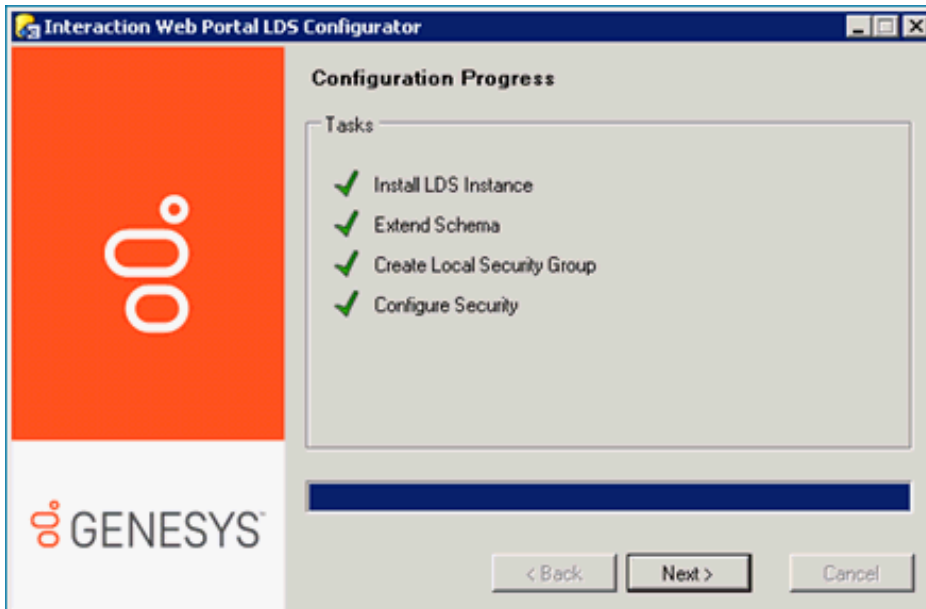 Interaction Web Portal LDS Configurator
Configuration Progress
Tasks
Install LDS Instance
Extend Schema
Create Local Security Group
Configure Security
GENESYS™
< Back
Next >
Cancel